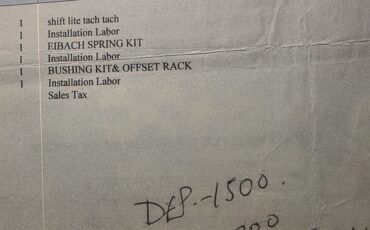 1 shift lite tach tach
1 Installation Labor
1 EIBACH SPRING KIT
1 Installation Labor
1 BUSHING KIT& OFFSET RACK
1 Installation Labor
Sales Tax
DEP.-1500.